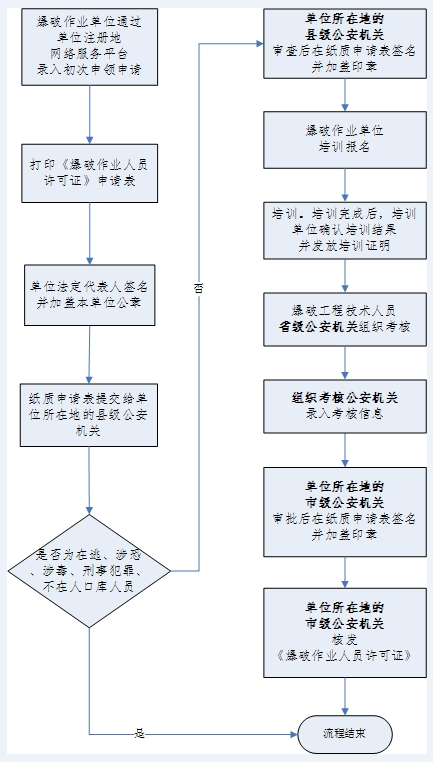 爆破作业单位通过
单位注册地
网络服务平台
录入初次申领申请
打印《爆破作业人员
许可证》申请表
单位法定代表人签名
并加盖本单位公章
纸质申请表提交给单
位所在地的县级公安
机关
是否为在逃、涉恐
、涉毒、刑事犯罪、
不在人口库人员
否
是
单位所在地的
县级公安机关
审查后在纸质申请表签名
并加盖印章
爆破作业单位
培训报名
培训。培训完成后，培训
单位确认培训结果
并发放培训证明
爆破工程技术人员
省级公安机关组织考核
组织考核公安机关
录入考核信息
单位所在地的
市级公安机关
审批后在纸质申请表签名
并加盖印章
单位所在地的
市级公安机关
核发
《爆破作业人员许可证》
流程结束